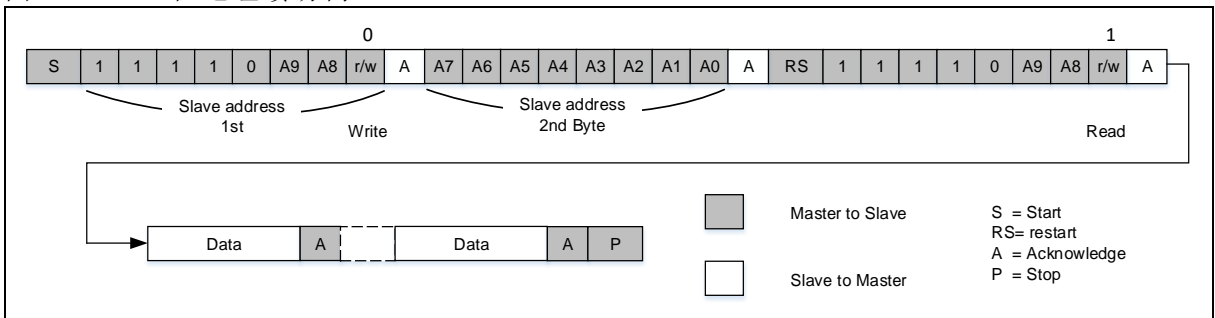 0 1
S 1 1 1 1 0 A9 A8 r/w A A7 A6 A5 A4 A3 A2 A1 A0 A RS 1 1 1 1 0 A9 A8 r/w A
Slave address
1st
Write
Slave address
2nd Byte
Read
Data A Data A P
Master to Slave
Slave to Master
S = Start
RS= restart
A = Acknowledge
P = Stop